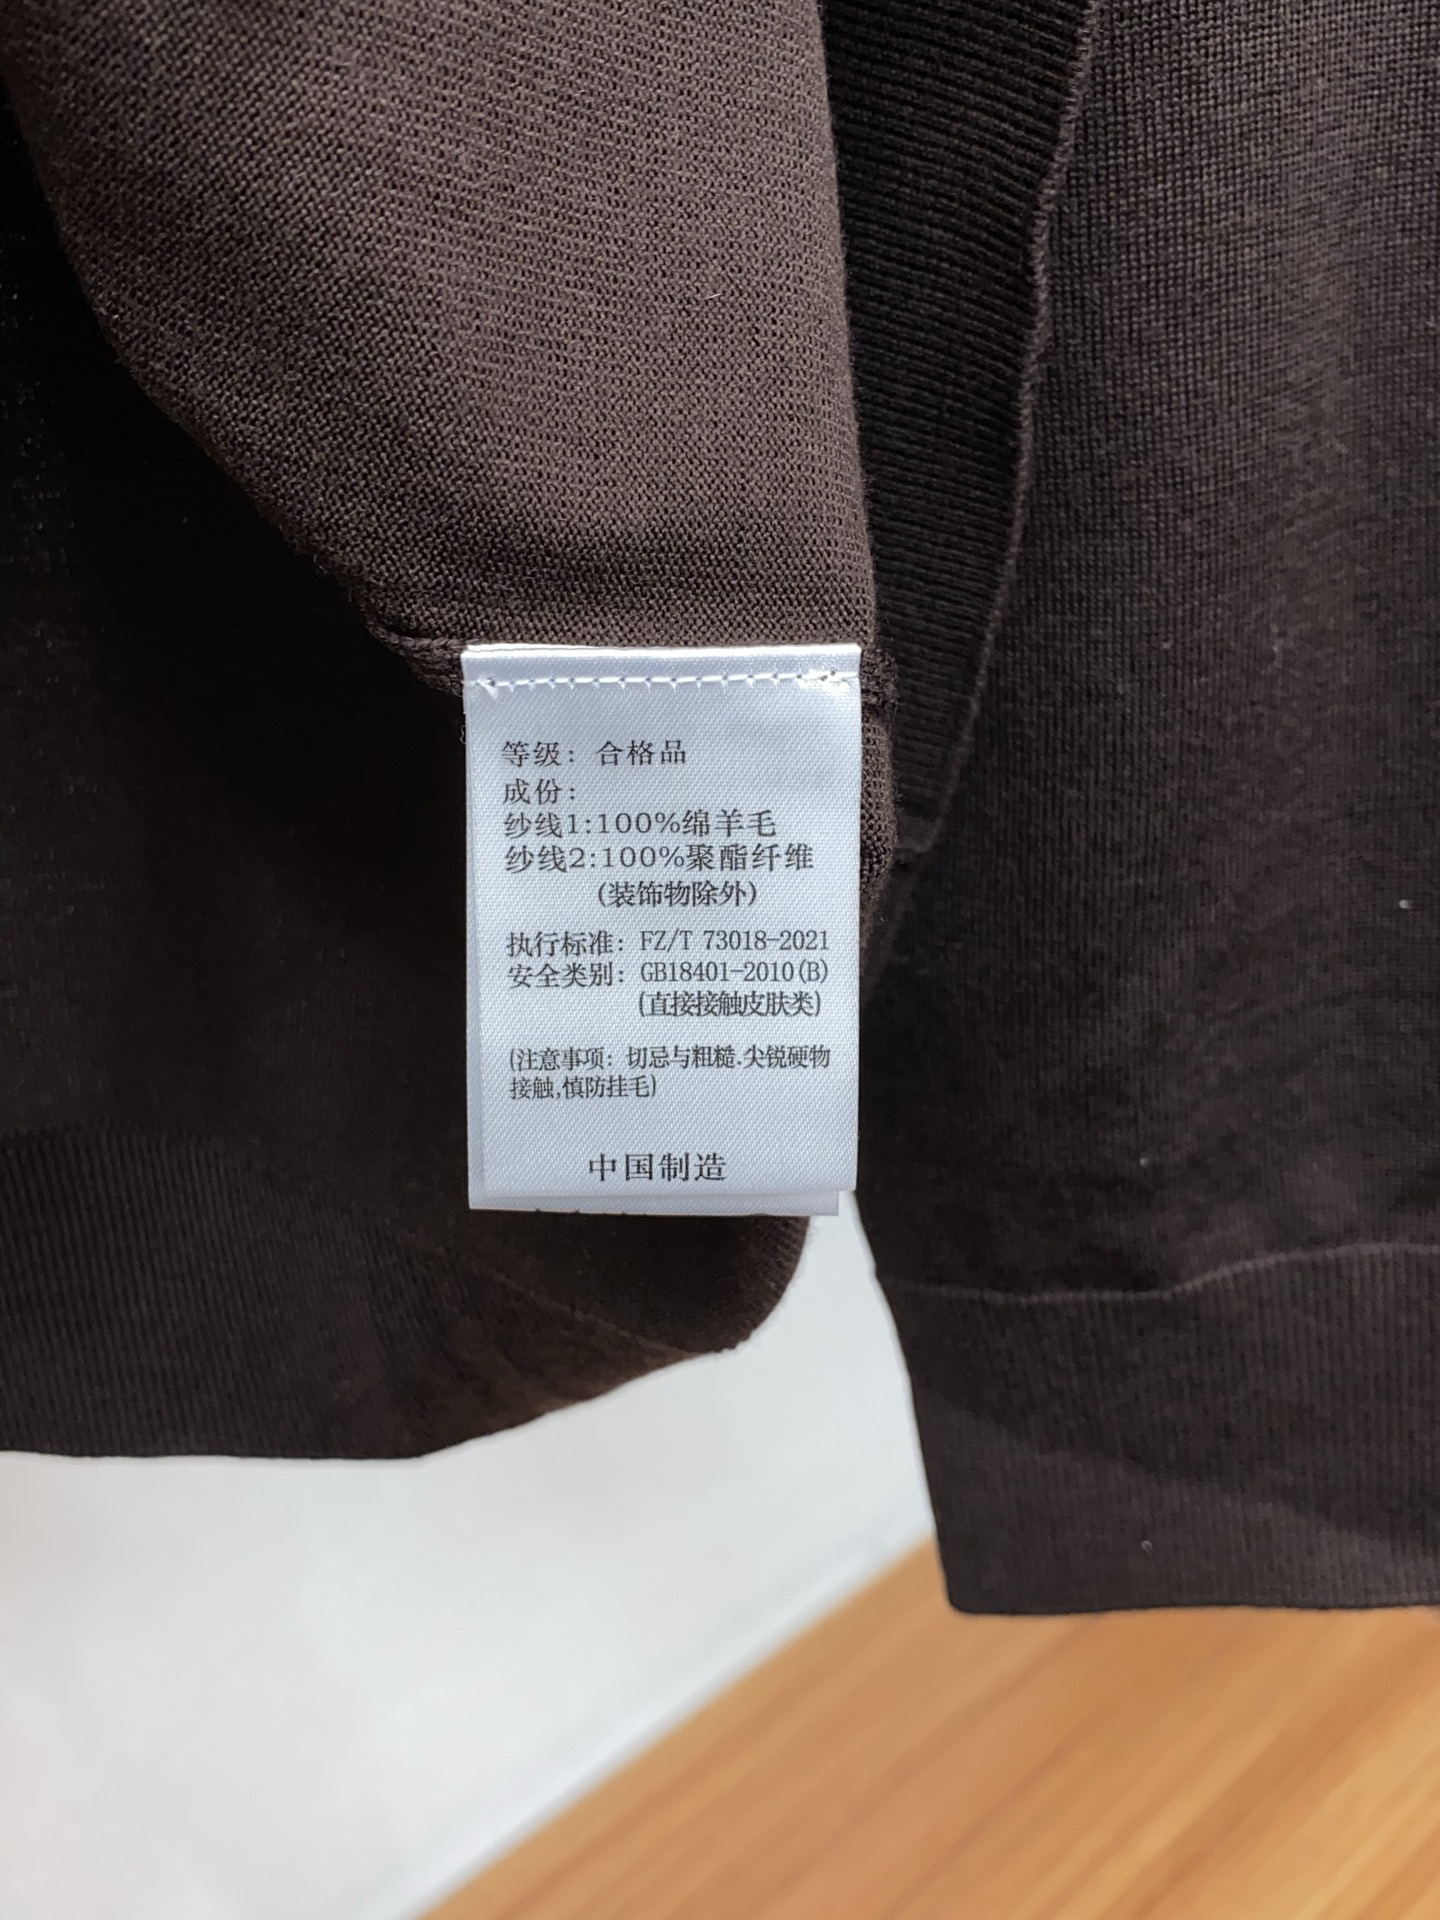 等级：合格品
成份：
纱线1:100%绵羊毛
纱线2:100%聚酯纤维
(装饰物除外)
执行标准：FZ/T 73018-2021
安全类别：GB18401-2010(B)
(直接接触皮肤类)
(注意事项：切忌与粗糙.尖锐硬物
接触,慎防挂毛)
中国制造